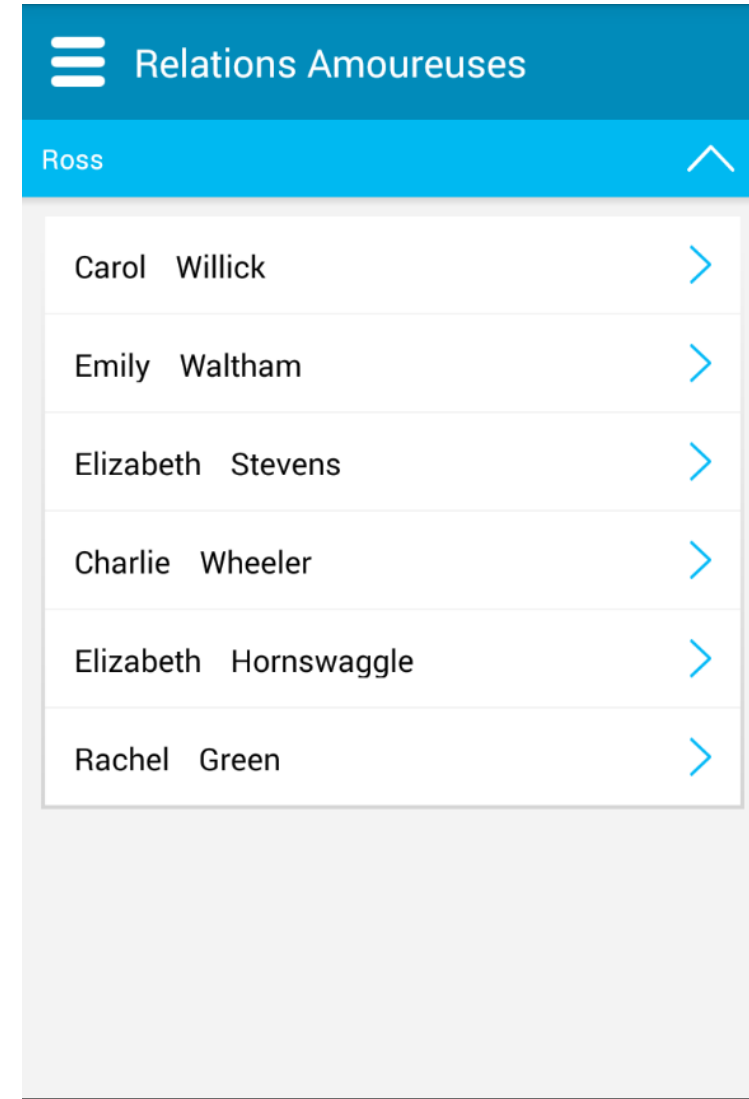 Relations Amoureuses
Ross
Carol Willick
Emily Waltham
Elizabeth Stevens
Charlie Wheeler
Elizabeth Hornswaggle
Rachel Green